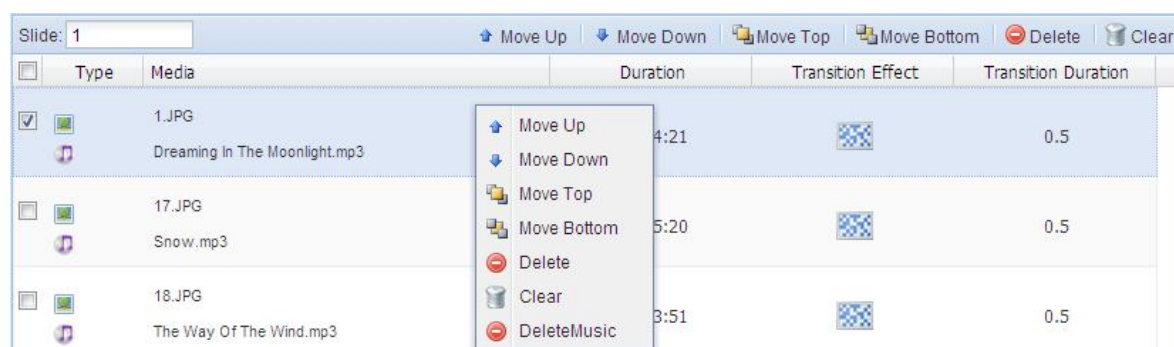 Slide: 1 Move Up Move Down Move Top Move Bottom Delete Clear
Type Media Duration Transition Effect Transition Duration
1.JPG
Dreaming In The Moonlight.mp3
4:21 0.5
17.JPG
Snow.mp3
5:20 0.5
18.JPG
The Way Of The Wind.mp3
3:51 0.5
Move Up
Move Down
Move Top
Move Bottom
Delete
Clear
DeleteMusic